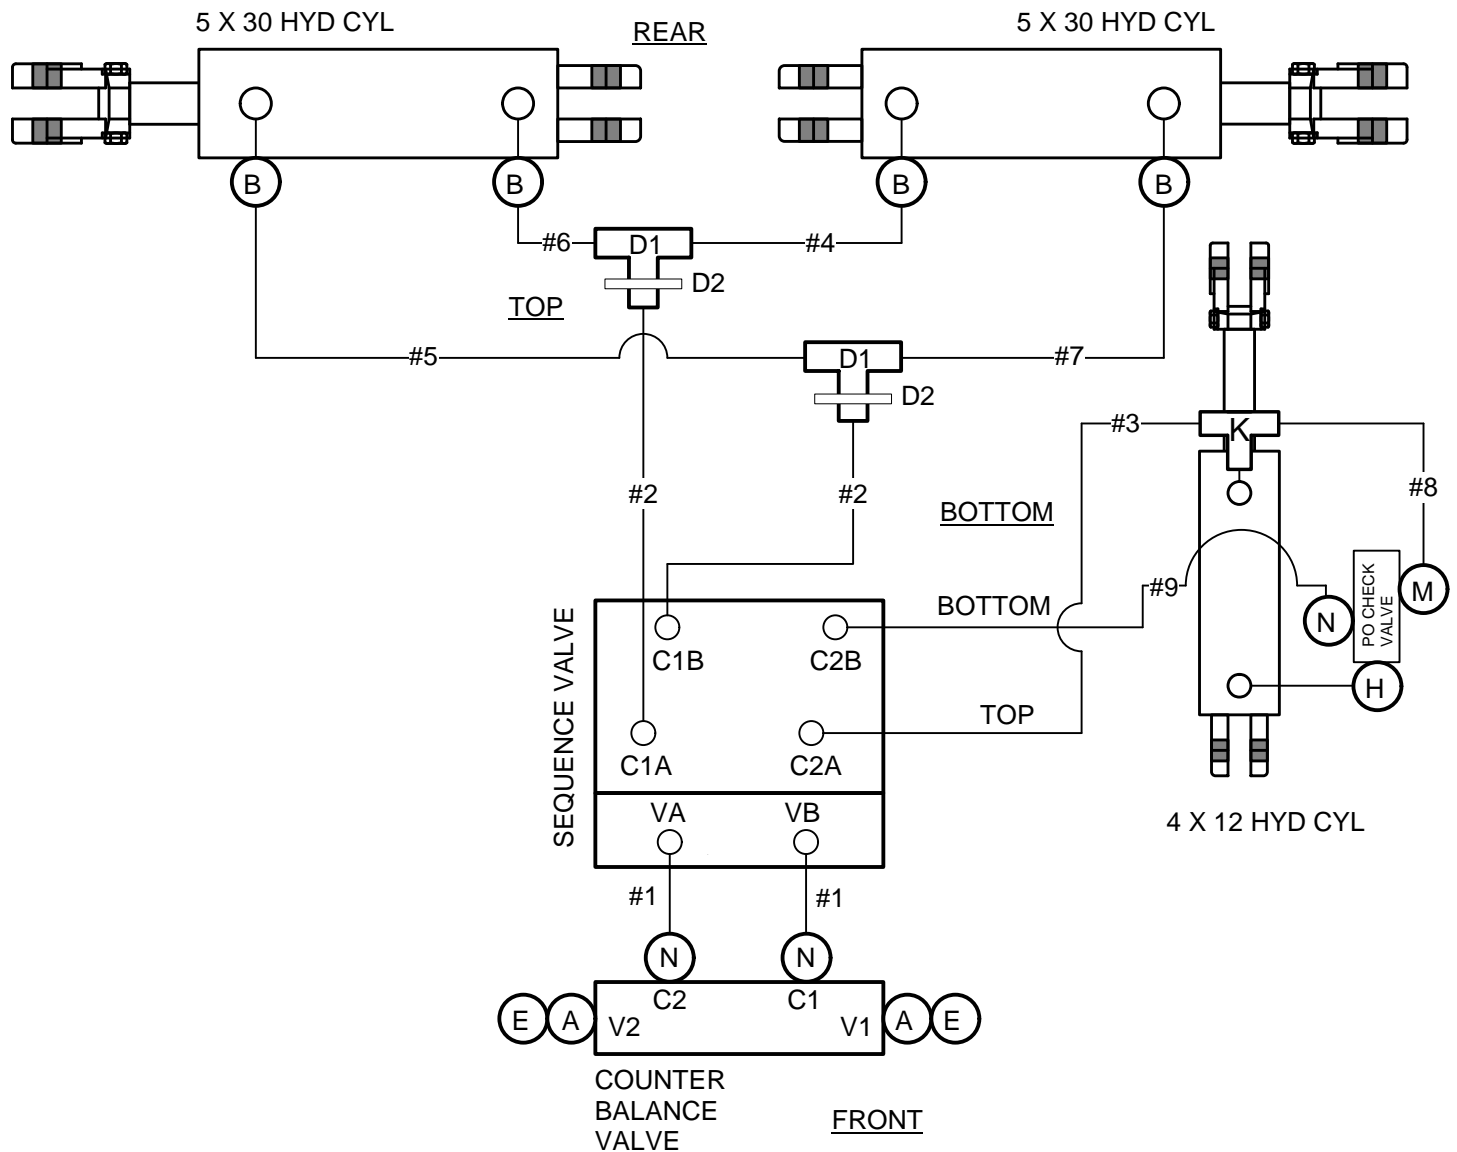 5 X 30 HYD CYL
REAR
5 X 30 HYD CYL
B
B
B
B
#6
D1
#4
D2
TOP
#5
D1
#7
D2
#3
K
#2
#2
#8
BOTTOM
BOTTOM
#9
N
PO CHECK
VALVE
M
C1B
C2B
H
TOP
C1A
C2A
SEQUENCE VALVE
VA
VB
4 X 12 HYD CYL
#1
#1
N
N
C2
C1
E
A
V2
V1
A
E
COUNTER
BALANCE
VALVE
FRONT